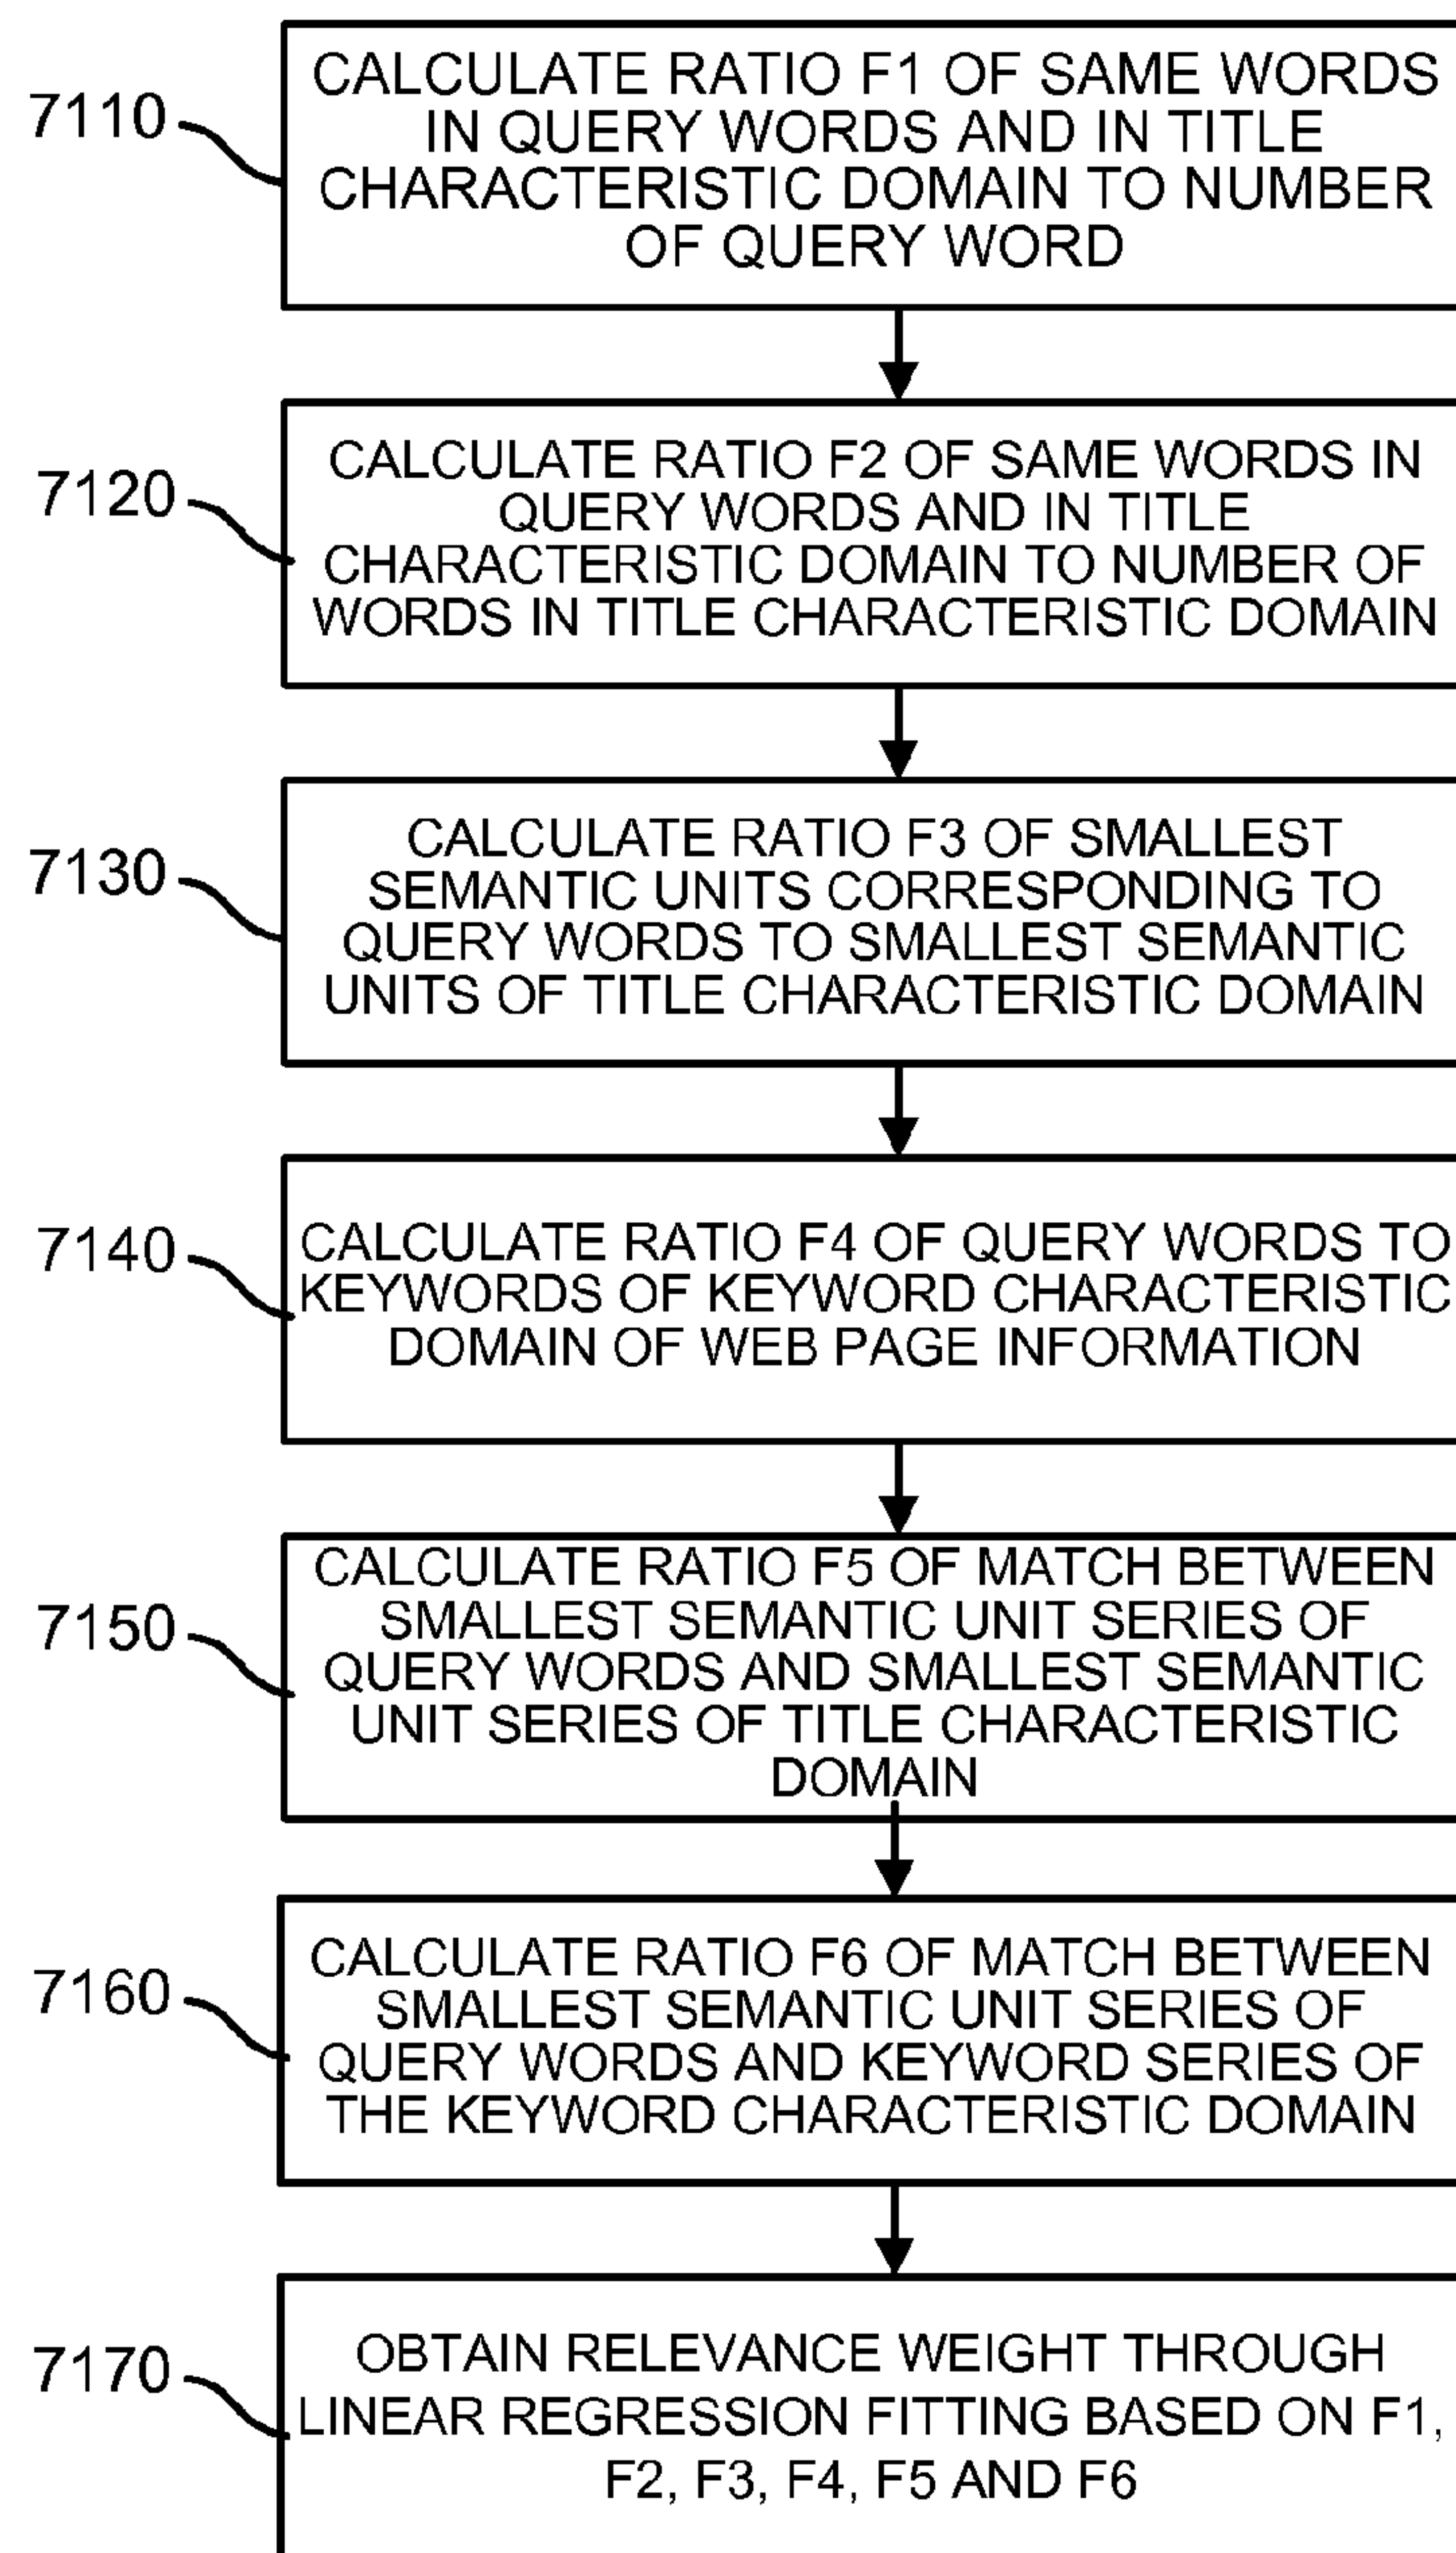 7110
CALCULATE RATIO F1 OF SAME WORDS
IN QUERY WORDS AND IN TITLE
CHARACTERISTIC DOMAIN TO NUMBER
OF QUERY WORD
7120
CALCULATE RATIO F2 OF SAME WORDS IN
QUERY WORDS AND IN TITLE
CHARACTERISTIC DOMAIN TO NUMBER OF
WORDS IN TITLE CHARACTERISTIC DOMAIN
7130
CALCULATE RATIO F3 OF SMALLEST
SEMANTIC UNITS CORRESPONDING TO
QUERY WORDS TO SMALLEST SEMANTIC
UNITS OF TITLE CHARACTERISTIC DOMAIN
7140
CALCULATE RATIO F4 OF QUERY WORDS TO
KEYWORDS OF KEYWORD CHARACTERISTIC
DOMAIN OF WEB PAGE INFORMATION
7150
CALCULATE RATIO F5 OF MATCH BETWEEN
SMALLEST SEMANTIC UNIT SERIES OF
QUERY WORDS AND SMALLEST SEMANTIC
UNIT SERIES OF TITLE CHARACTERISTIC
DOMAIN
7160
CALCULATE RATIO F6 OF MATCH BETWEEN
SMALLEST SEMANTIC UNIT SERIES OF
QUERY WORDS AND KEYWORD SERIES OF
THE KEYWORD CHARACTERISTIC DOMAIN
7170
OBTAIN RELEVANCE WEIGHT THROUGH
LINEAR REGRESSION FITTING BASED ON F1,
F2, F3, F4, F5 AND F6